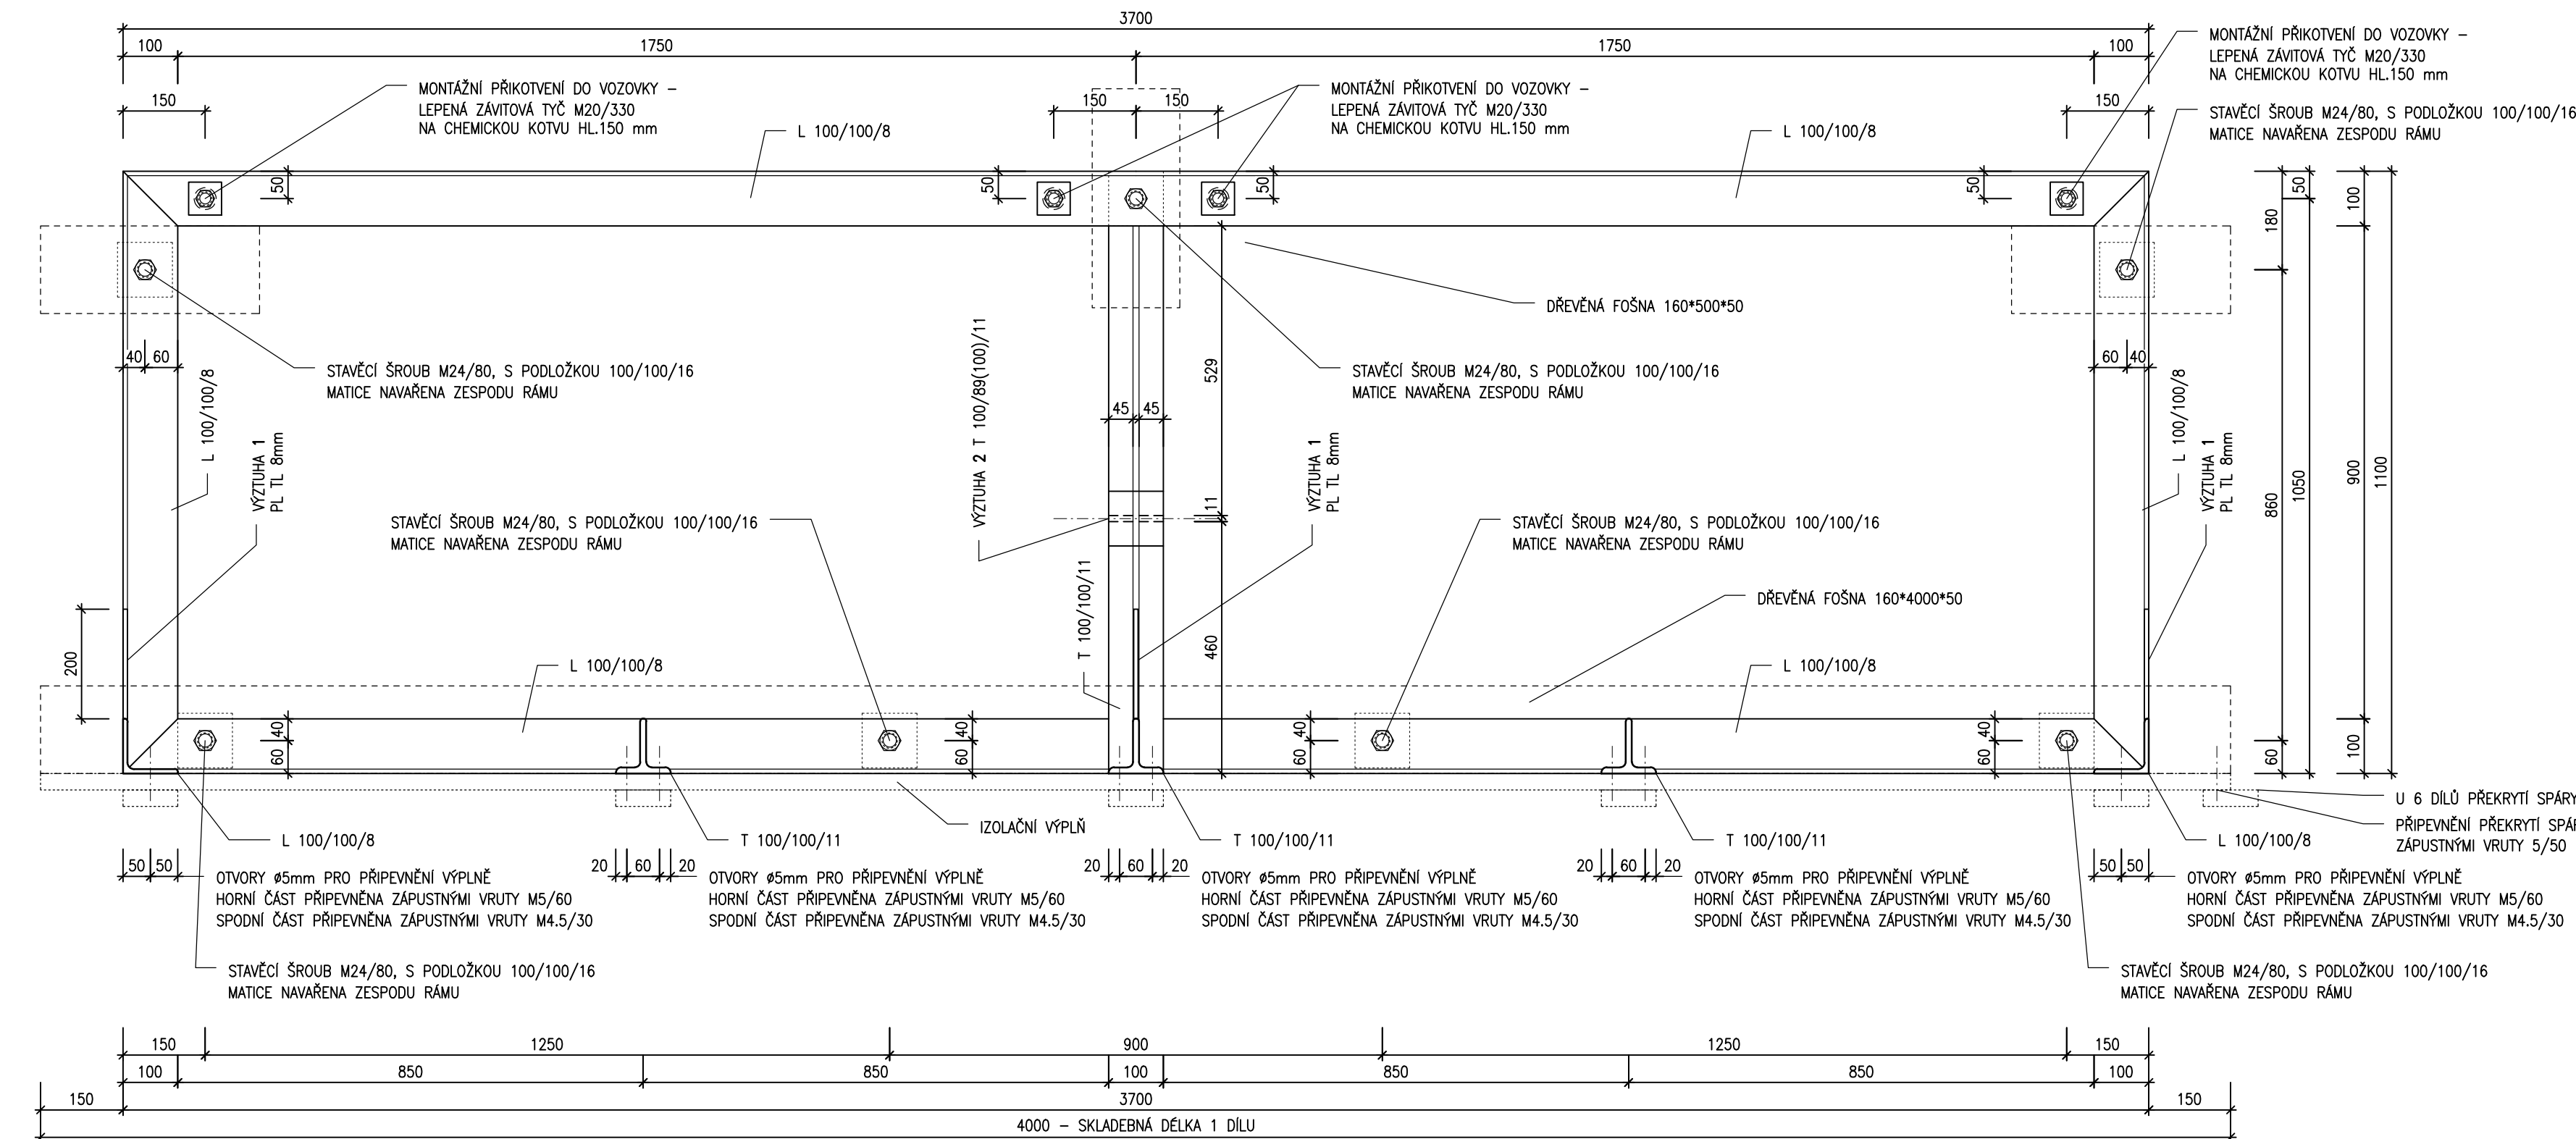 3700
100
1750
1750
100
MONTÁŽNÍ PŘIKOTVENÍ DO VOZOVKY –
LEPENÁ ZÁVITOVÁ TYČ M20/330
NA CHEMICKOU KOTVU HL.150 mm
150
MONTÁŽNÍ PŘIKOTVENÍ DO VOZOVKY –
LEPENÁ ZÁVITOVÁ TYČ M20/330
NA CHEMICKOU KOTVU HL.150 mm
150
150
MONTÁŽNÍ PŘIKOTVENÍ DO VOZOVKY –
LEPENÁ ZÁVITOVÁ TYČ M20/330
NA CHEMICKOU KOTVU HL.150 mm
150
STAVĚCÍ ŠROUB M24/80, S PODLOŽKOU 100/100/16
MATICE NAVAŘENA ZESPODU RÁMU
L 100/100/8
L 100/100/8
50
50
50
50
180
50
100
DŘEVĚNÁ FOŠNA 160*500*50
40
60
STAVĚCÍ ŠROUB M24/80, S PODLOŽKOU 100/100/16
MATICE NAVAŘENA ZESPODU RÁMU
529
STAVĚCÍ ŠROUB M24/80, S PODLOŽKOU 100/100/16
MATICE NAVAŘENA ZESPODU RÁMU
60
40
L 100/100/8
VÝZTUHA 1
PL TL 8mm
VÝZTUHA 2 T 100/89(100)/11
45
45
VÝZTUHA 1
PL TL 8mm
L 100/100/8
VÝZTUHA 1
PL TL 8mm
860
1050
900
1100
STAVĚCÍ ŠROUB M24/80, S PODLOŽKOU 100/100/16
MATICE NAVAŘENA ZESPODU RÁMU
11
STAVĚCÍ ŠROUB M24/80, S PODLOŽKOU 100/100/16
MATICE NAVAŘENA ZESPODU RÁMU
T 100/100/11
DŘEVĚNÁ FOŠNA 160*4000*50
200
L 100/100/8
460
L 100/100/8
40
60
40
60
40
60
40
60
60
100
U 6 DÍLŮ PŘEKRYTÍ SPÁRY
PŘIPEVNĚNÍ PŘEKRYTÍ
ZÁPUSTNÝMI VRUTY 5/50
IZOLAČNÍ VÝPLŇ
L 100/100/8
T 100/100/11
T 100/100/11
T 100/100/11
L 100/100/8
50
50
20
60
20
20
60
20
20
60
20
50
50
OTVORY ø5mm PRO PŘIPEVNĚNÍ VÝPLNĚ
HORNÍ ČÁST PŘIPEVNĚNA ZÁPUSTNÝMI VRUTY M5/60
SPODNÍ ČÁST PŘIPEVNĚNA ZÁPUSTNÝMI VRUTY M4.5/30
OTVORY ø5mm PRO PŘIPEVNĚNÍ VÝPLNĚ
HORNÍ ČÁST PŘIPEVNĚNA ZÁPUSTNÝMI VRUTY M5/60
SPODNÍ ČÁST PŘIPEVNĚNA ZÁPUSTNÝMI VRUTY M4.5/30
OTVORY ø5mm PRO PŘIPEVNĚNÍ VÝPLNĚ
HORNÍ ČÁST PŘIPEVNĚNA ZÁPUSTNÝMI VRUTY M5/60
SPODNÍ ČÁST PŘIPEVNĚNA ZÁPUSTNÝMI VRUTY M4.5/30
OTVORY ø5mm PRO PŘIPEVNĚNÍ VÝPLNĚ
HORNÍ ČÁST PŘIPEVNĚNA ZÁPUSTNÝMI VRUTY M5/60
SPODNÍ ČÁST PŘIPEVNĚNA ZÁPUSTNÝMI VRUTY M4.5/30
OTVORY ø5mm PRO PŘIPEVNĚNÍ VÝPLNĚ
HORNÍ ČÁST PŘIPEVNĚNA ZÁPUSTNÝMI VRUTY M5/60
SPODNÍ ČÁST PŘIPEVNĚNA ZÁPUSTNÝMI VRUTY M4.5/30
STAVĚCÍ ŠROUB M24/80, S PODLOŽKOU 100/100/16
MATICE NAVAŘENA ZESPODU RÁMU
STAVĚCÍ ŠROUB M24/80, S PODLOŽKOU 100/100/16
MATICE NAVAŘENA ZESPODU RÁMU
150
1250
900
1250
150
100
850
850
100
850
850
100
150
3700
150
4000 – SKLADEBNÁ DÉLKA 1 DÍLU